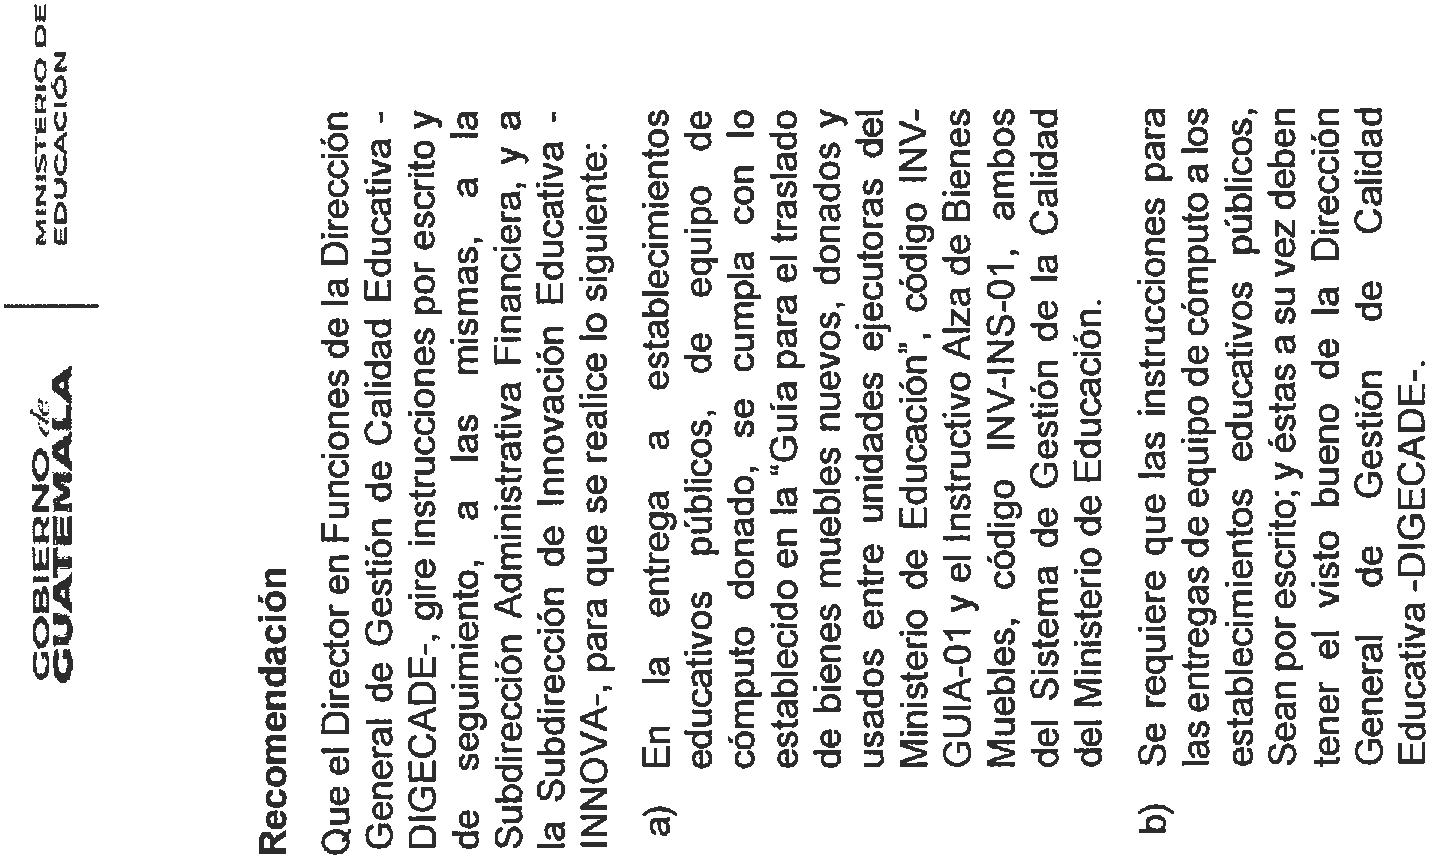 GOBIERNO de
GUATEMALA
MINISTERIO DE
EDUCACIÓN
Recomendación
Que el Director en Funciones de la Dirección
General de Gestión de Calidad Educativa -
DIGECADE-, gire instrucciones por escrito y
de seguimiento, a las mismas, a la
Subdirección Administrativa Financiera, y a
la Subdirección de Innovación Educativa -
INNOVA-, para que se realice lo siguiente:
a) En la entrega a establecimientos
educativos públicos, de equipo de
cómputo donado, se cumpla con lo
establecido en la “Guía para el traslado
de bienes muebles nuevos, donados y
usados entre unidades ejecutoras del
Ministerio de Educación”, código INV-
GUIA-01 y el Instructivo Alza de Bienes
Muebles, código INV-INS-01, ambos
del Sistema de Gestión de la Calidad
del Ministerio de Educación.
b) Se requiere que las instrucciones para
las entregas de equipo de cómputo a los
establecimientos educativos públicos,
Sean por escrito; y éstas a su vez deben
tener el visto bueno de la Dirección
General de Gestión de Calidad
Educativa -DIGECADE-.